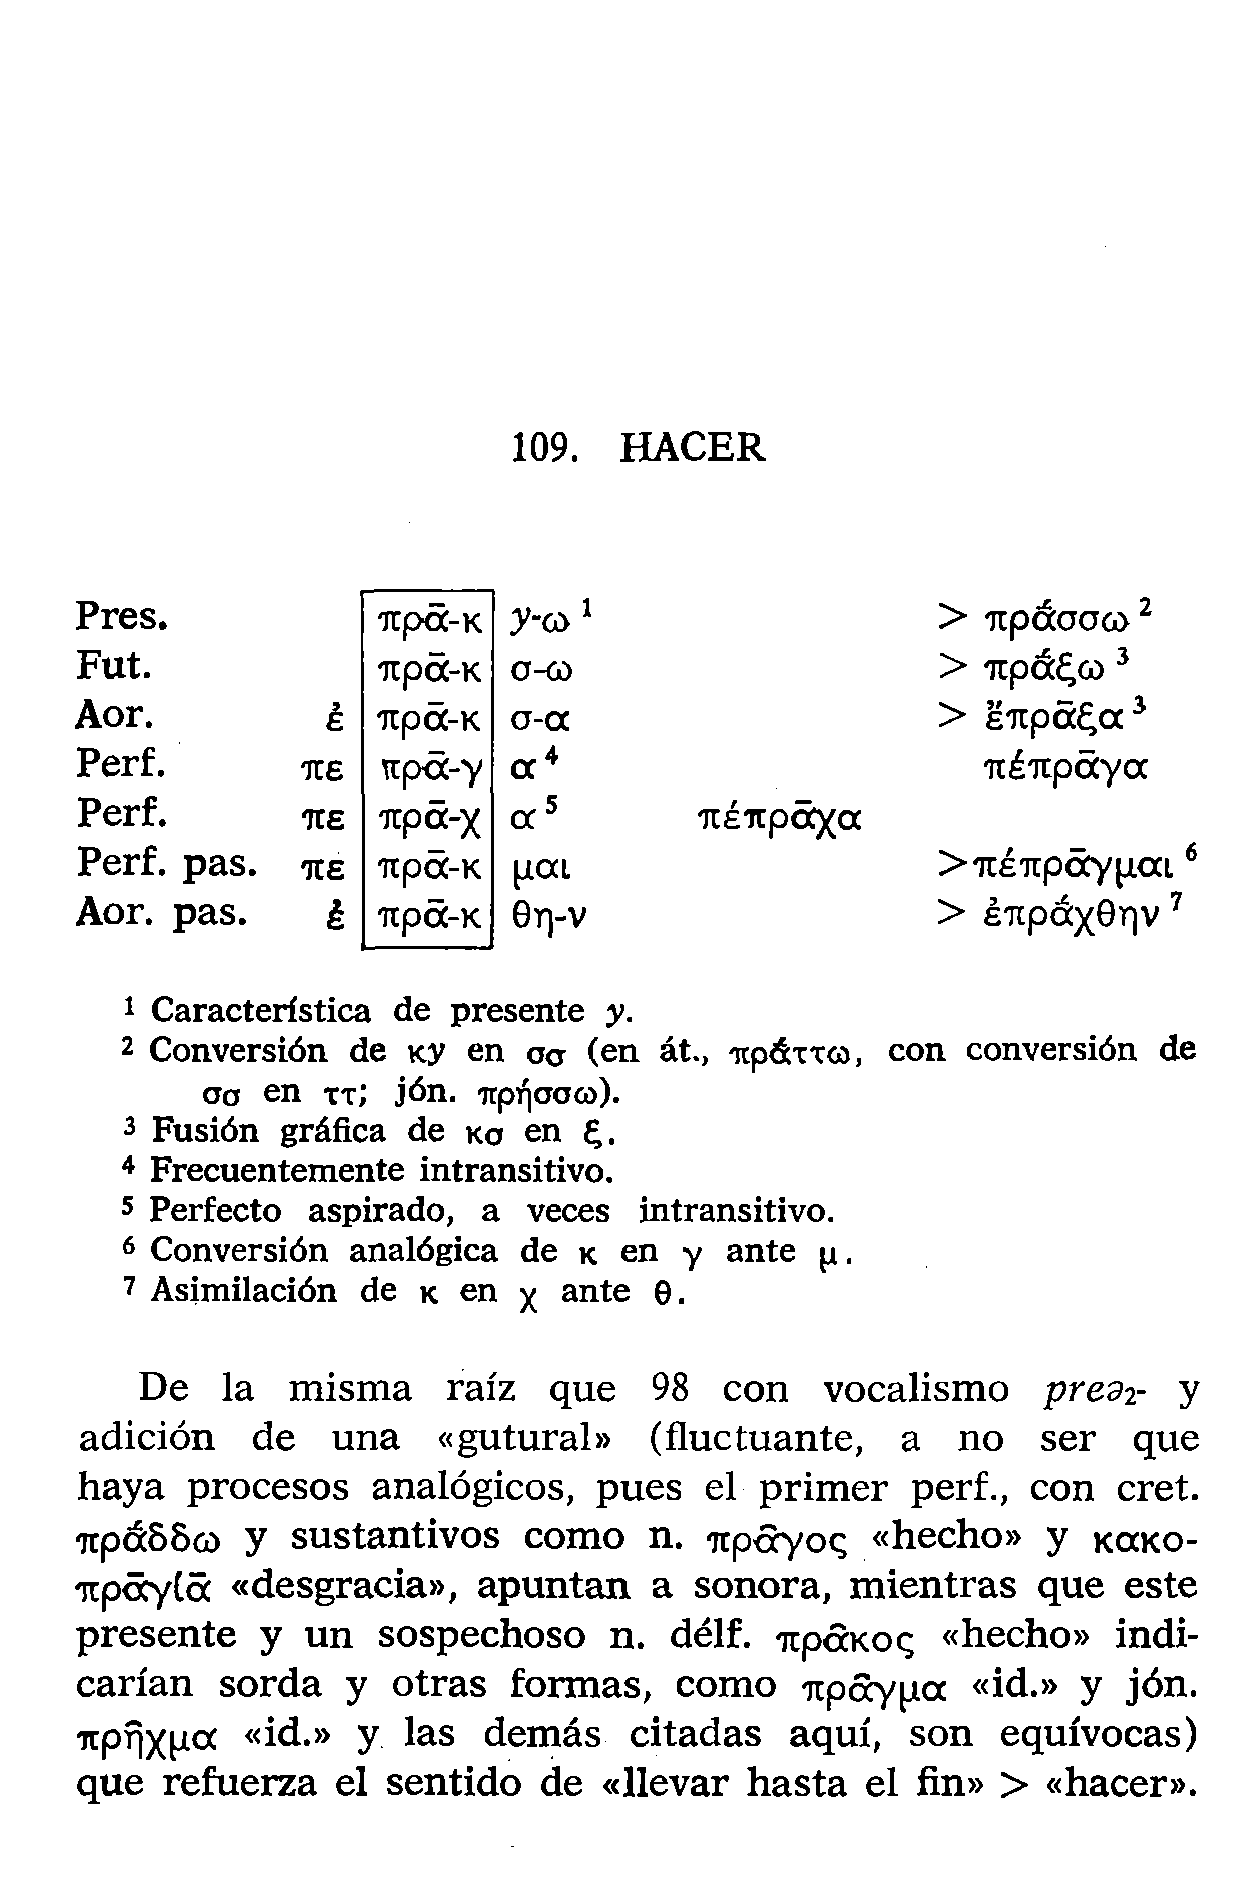 109. HACER
Pres. πρᾱ-κ y-ω ¹ > πρᾱ́σσω ²
Fut. πρᾱ-κ σ-ω > πρᾱ́ξω ³
Aor. ἐ πρᾱ-κ σ-α > ἔπρᾱξα ³
Perf. πε πρᾱ-γ α ⁴ πέπρᾱγα
Perf. πε πρᾱ-χ α ⁵ πέπρᾱχα
Perf. pas. πε πρᾱ-κ μαι > πέπρᾱγμαι ⁶
Aor. pas. ἐ πρᾱ-κ θη-ν > ἐπρᾱ́χθην ⁷
¹ Característica de presente y.
² Conversión de κy en σσ (en át., πρᾱ́ττω, con conversión de
σσ en ττ; jón. πρήσσω).
³ Fusión gráfica de κσ en ξ.
⁴ Frecuentemente intransitivo.
⁵ Perfecto aspirado, a veces intransitivo.
⁶ Conversión analógica de κ en γ ante μ.
⁷ Asimilación de κ en χ ante θ.
De la misma raíz que 98 con vocalismo preə₂- y
adición de una «gutural» (fluctuante, a no ser que
haya procesos analógicos, pues el primer perf., con cret.
πρᾱ́δδω y sustantivos como n. πρᾶγος «hecho» y κακο-
πρᾱγίᾱ «desgracia», apuntan a sonora, mientras que este
presente y un sospechoso n. délf. πρᾶκος «hecho» indi-
carían sorda y otras formas, como πρᾶγμα «id.» y jón.
πρῆχμα «id.» y las demás citadas aquí, son equívocas)
que refuerza el sentido de «llevar hasta el fin» > «hacer».